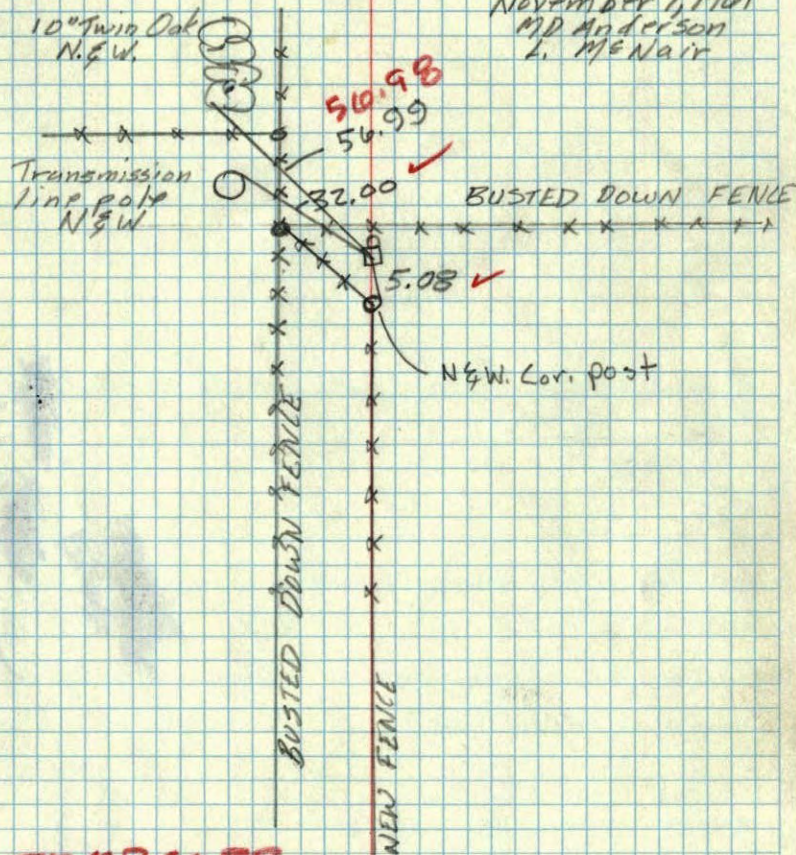 10" Twin Oak
N.&W.
MD Anderson
L. McNair
56.98
56.99
Transmission
line pole
N&W
32.00
BUSTED DOWN FENCE
5.08
N&W. Cor. post
BUSTED DOWN FENCE
NEW FENCE